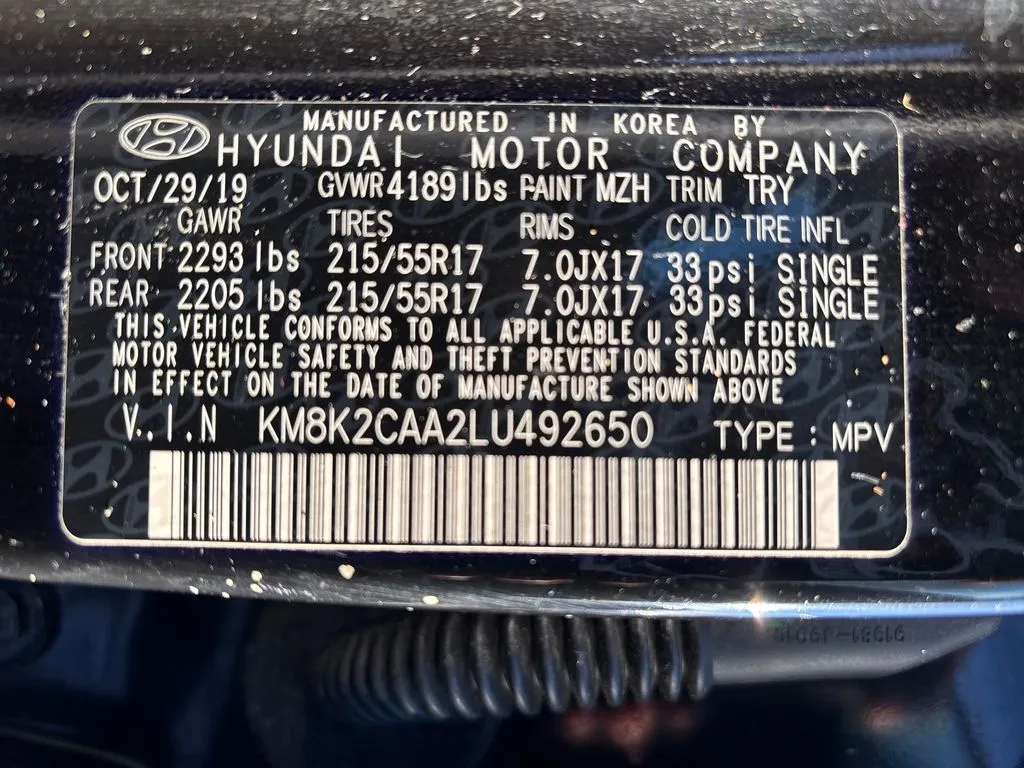 MANUFACTURED IN KOREA BY
HYUNDAI MOTOR COMPANY
OCT/29/19 GVWR 4189lbs PAINT MZH TRIM TRY
GAWR TIRES RIMS COLD TIRE INFL
FRONT 2293 lbs 215/55R17 7.0JX17 33psi SINGLE
REAR 2205 lbs 215/55R17 7.0JX17 33psi SINGLE
THIS VEHICLE CONFORMS TO ALL APPLICABLE U.S.A. FEDERAL
MOTOR VEHICLE SAFETY AND THEFT PREVENTION STANDARDS
IN EFFECT ON THE DATE OF MANUFACTURE SHOWN ABOVE
V.I.N KM8K2CAA2LU492650 TYPE : MPV